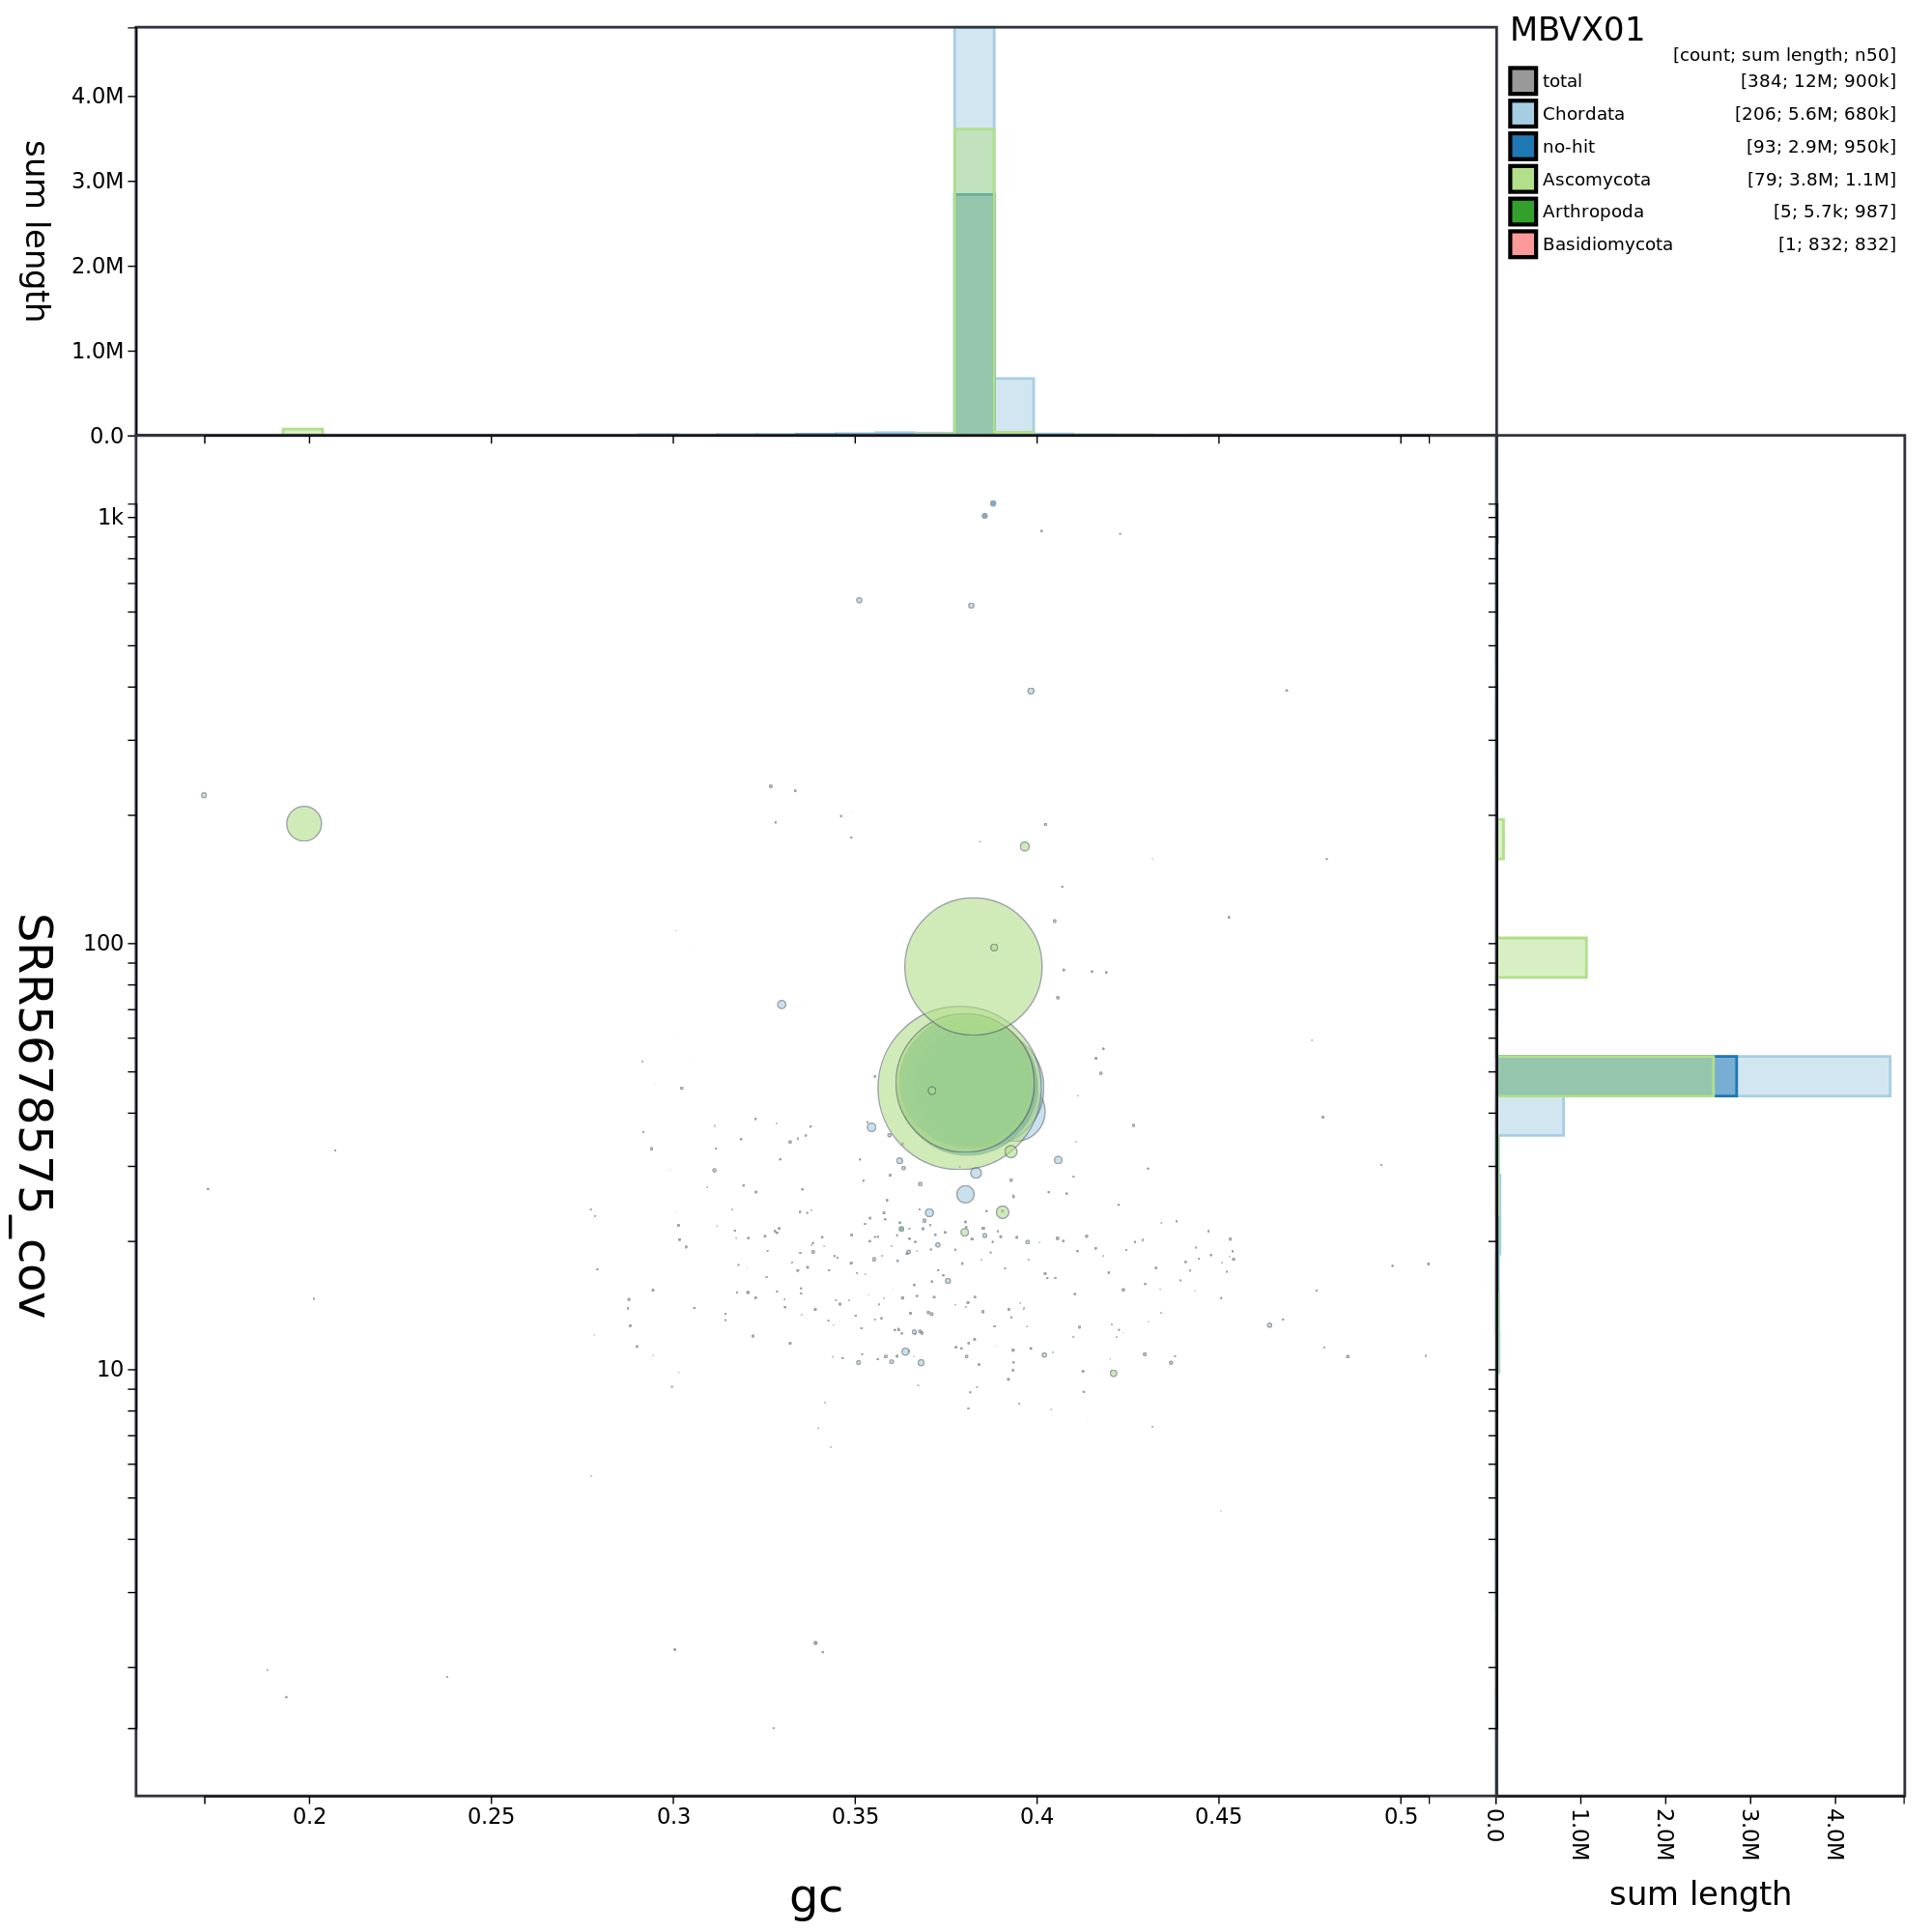 MBVX01
[count; sum length; n50]
total [384; 12M; 900k]
Chordata [206; 5.6M; 680k]
no-hit [93; 2.9M; 950k]
Ascomycota [79; 3.8M; 1.1M]
Arthropoda [5; 5.7k; 987]
Basidiomycota [1; 832; 832]
sum length
4.0M
3.0M
2.0M
1.0M
0.0
SRR5678575_cov
1k
100
10
0.2 0.25 0.3 0.35 0.4 0.45 0.5
gc
0.0 1.0M 2.0M 3.0M 4.0M
sum length